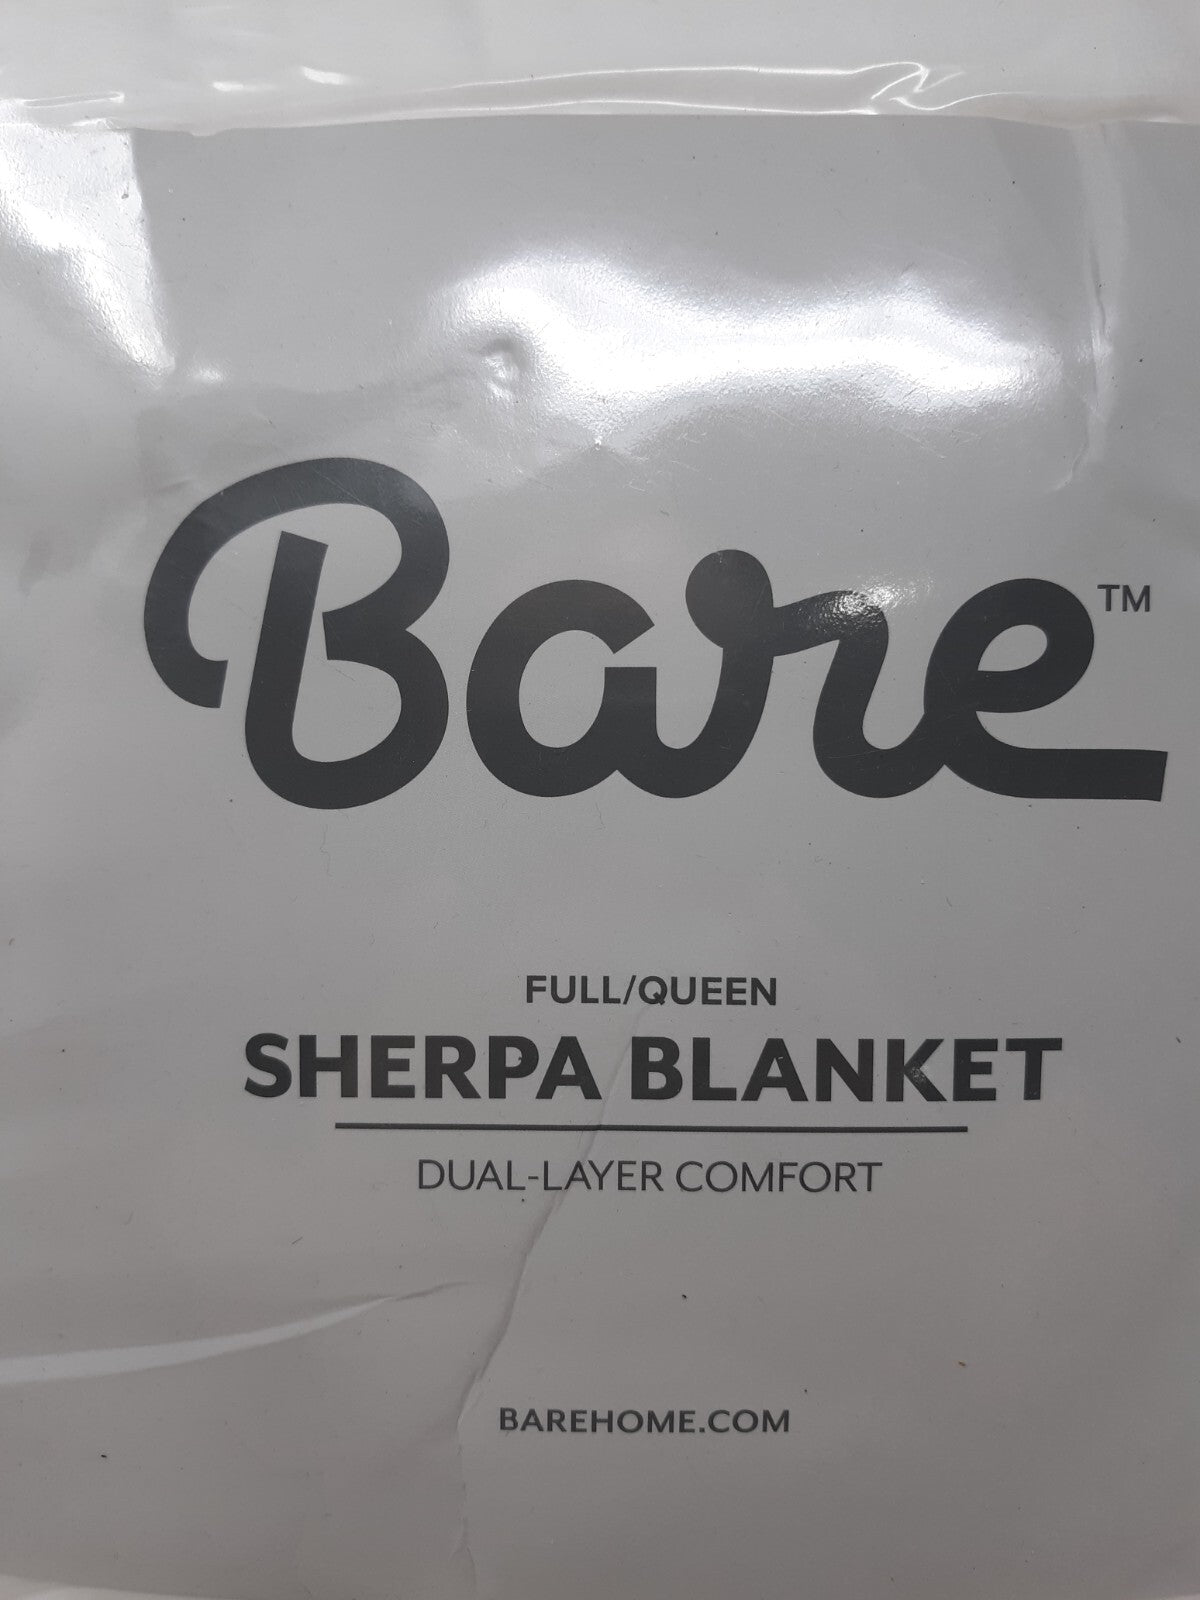 Bare™
FULL/QUEEN
SHERPA BLANKET
DUAL-LAYER COMFORT
BAREHOME.COM